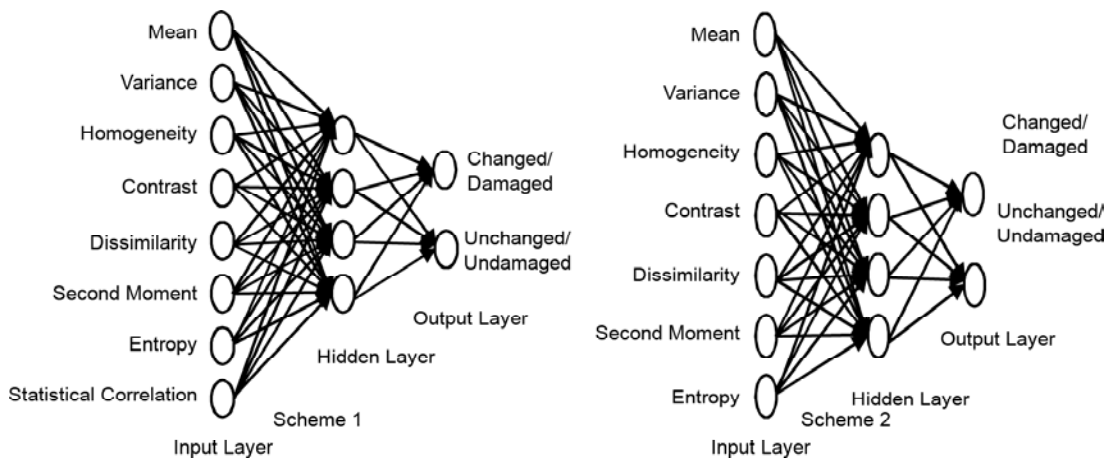 Mean
Variance
Homogeneity
Contrast
Dissimilarity
Second Moment
Entropy
Statistical Correlation
Changed/
Damaged
Unchanged/
Undamaged
Output Layer
Hidden Layer
Scheme 1
Input Layer
Mean
Variance
Homogencity
Contrast
Dissimilarity
Second Moment
Entropy
Changed/
Damaged
Unchanged/
Undamaged
Output Layer
Hidden Layer
Scheme 2
Input Layer